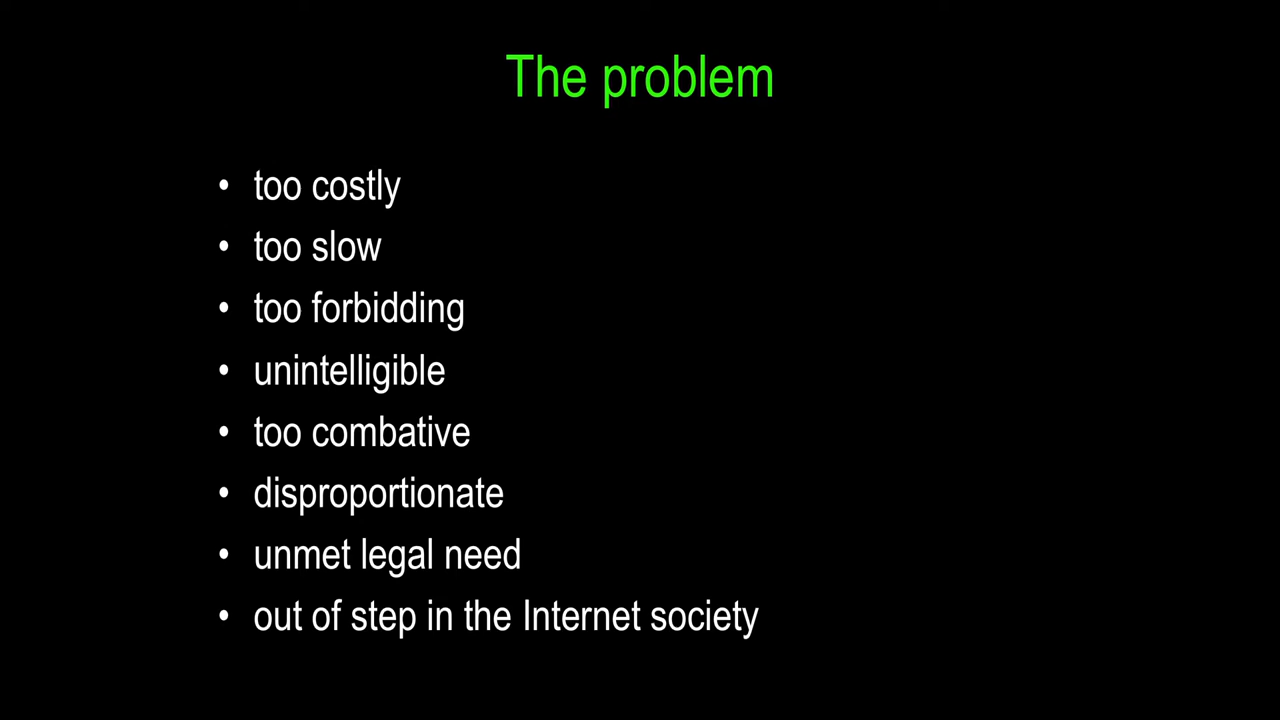 The problem
• too costly
• too slow
• too forbidding
• unintelligible
• too combative
• disproportionate
• unmet legal need
• out of step in the Internet society